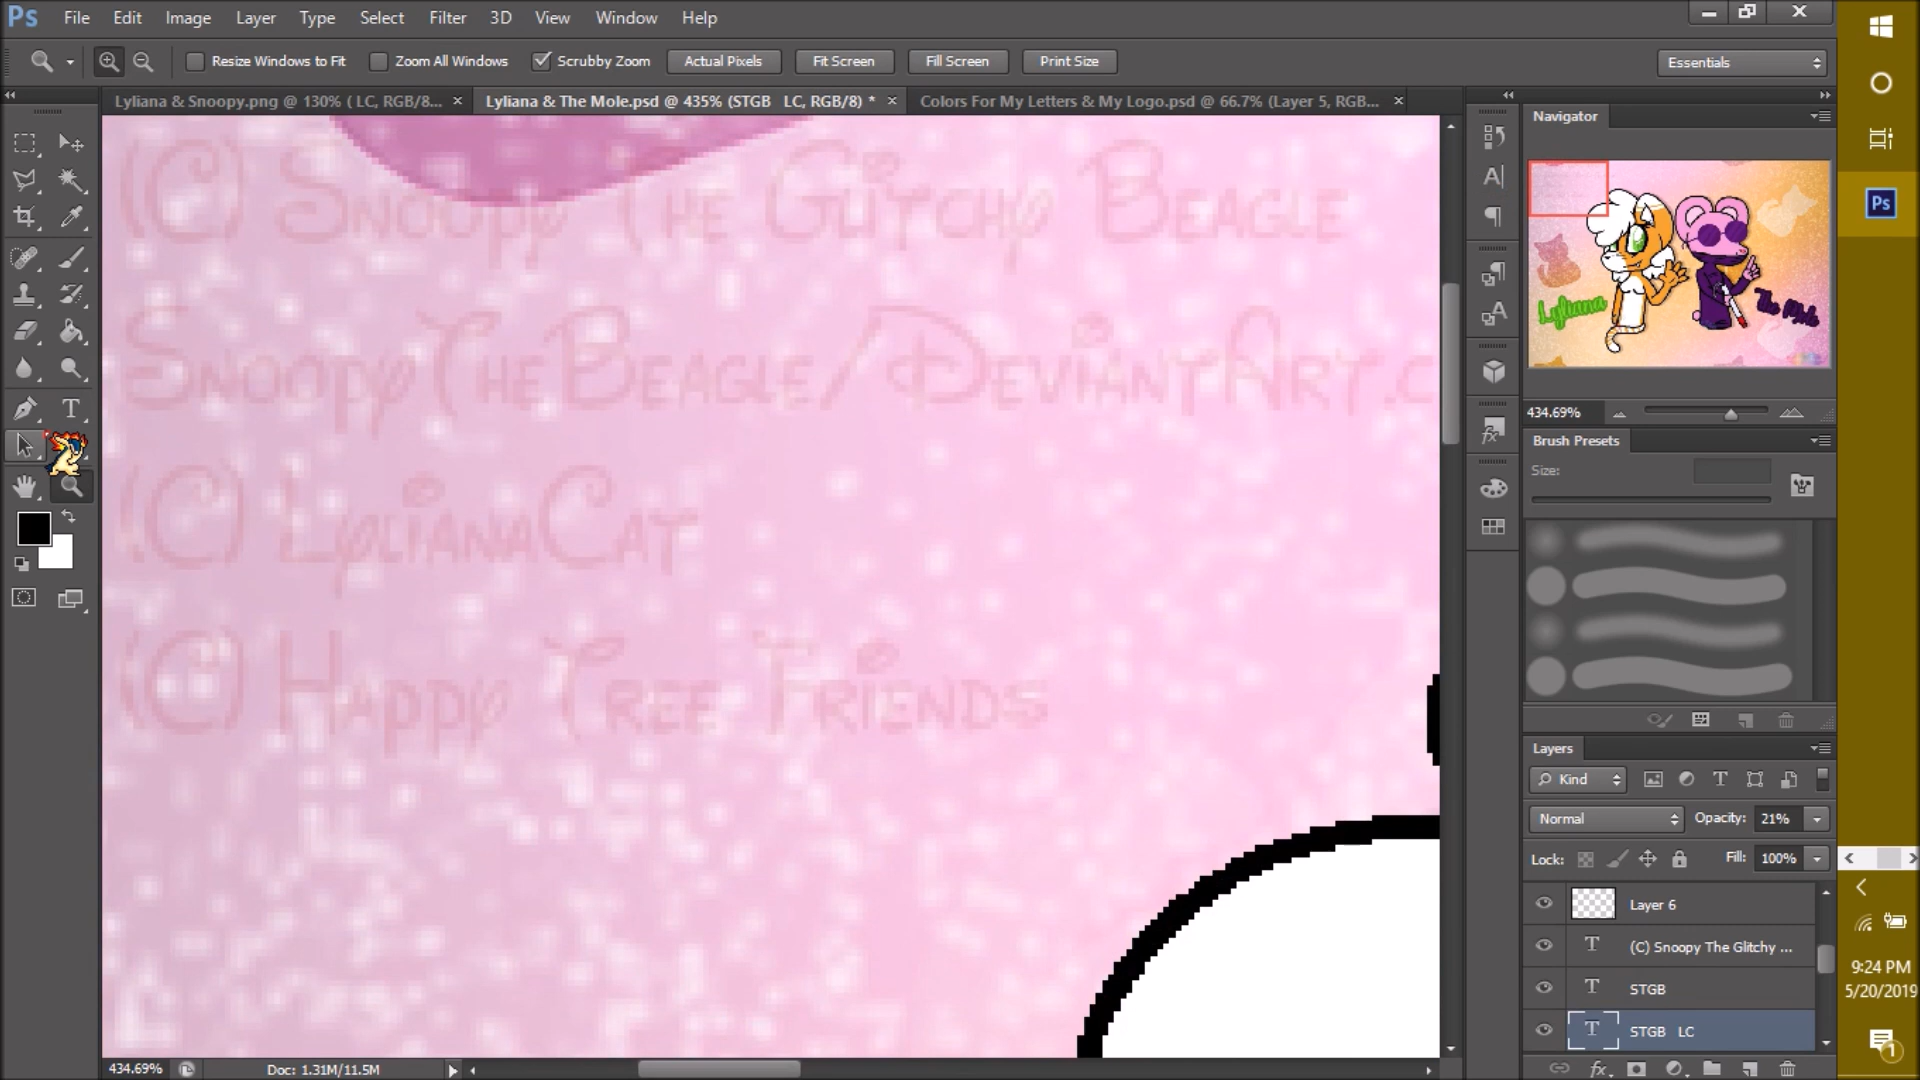 Ps File Edit Image Layer Type Select Filter 3D View Window Help
Resize Windows to Fit Zoom All Windows Scrubby Zoom Actual Pixels Fit Screen Fill Screen Print Size Essentials
Lyliana & Snoopy.png @ 130% ( LC, RGB/8... Lyliana & The Mole.psd @ 435% (STGB LC, RGB/8) * Colors For My Letters & My Logo.psd @ 66.7% (Layer 5, RGB...
Navigator
(C) Snoopy The Glitchy Beagle
SnoopyTheBeagle/DeviantArt.c
(C) LylianaCat
(C) Happy Tree Friends
Ps
Lyliana
The Mole
434.69%
Brush Presets
Size:
Layers
Kind
Normal Opacity: 21%
Lock: Fill: 100%
Layer 6
(C) Snoopy The Glitchy ...
STGB
STGB LC
434.69% Doc: 1.31M/11.5M
9:24 PM
5/20/2019
1